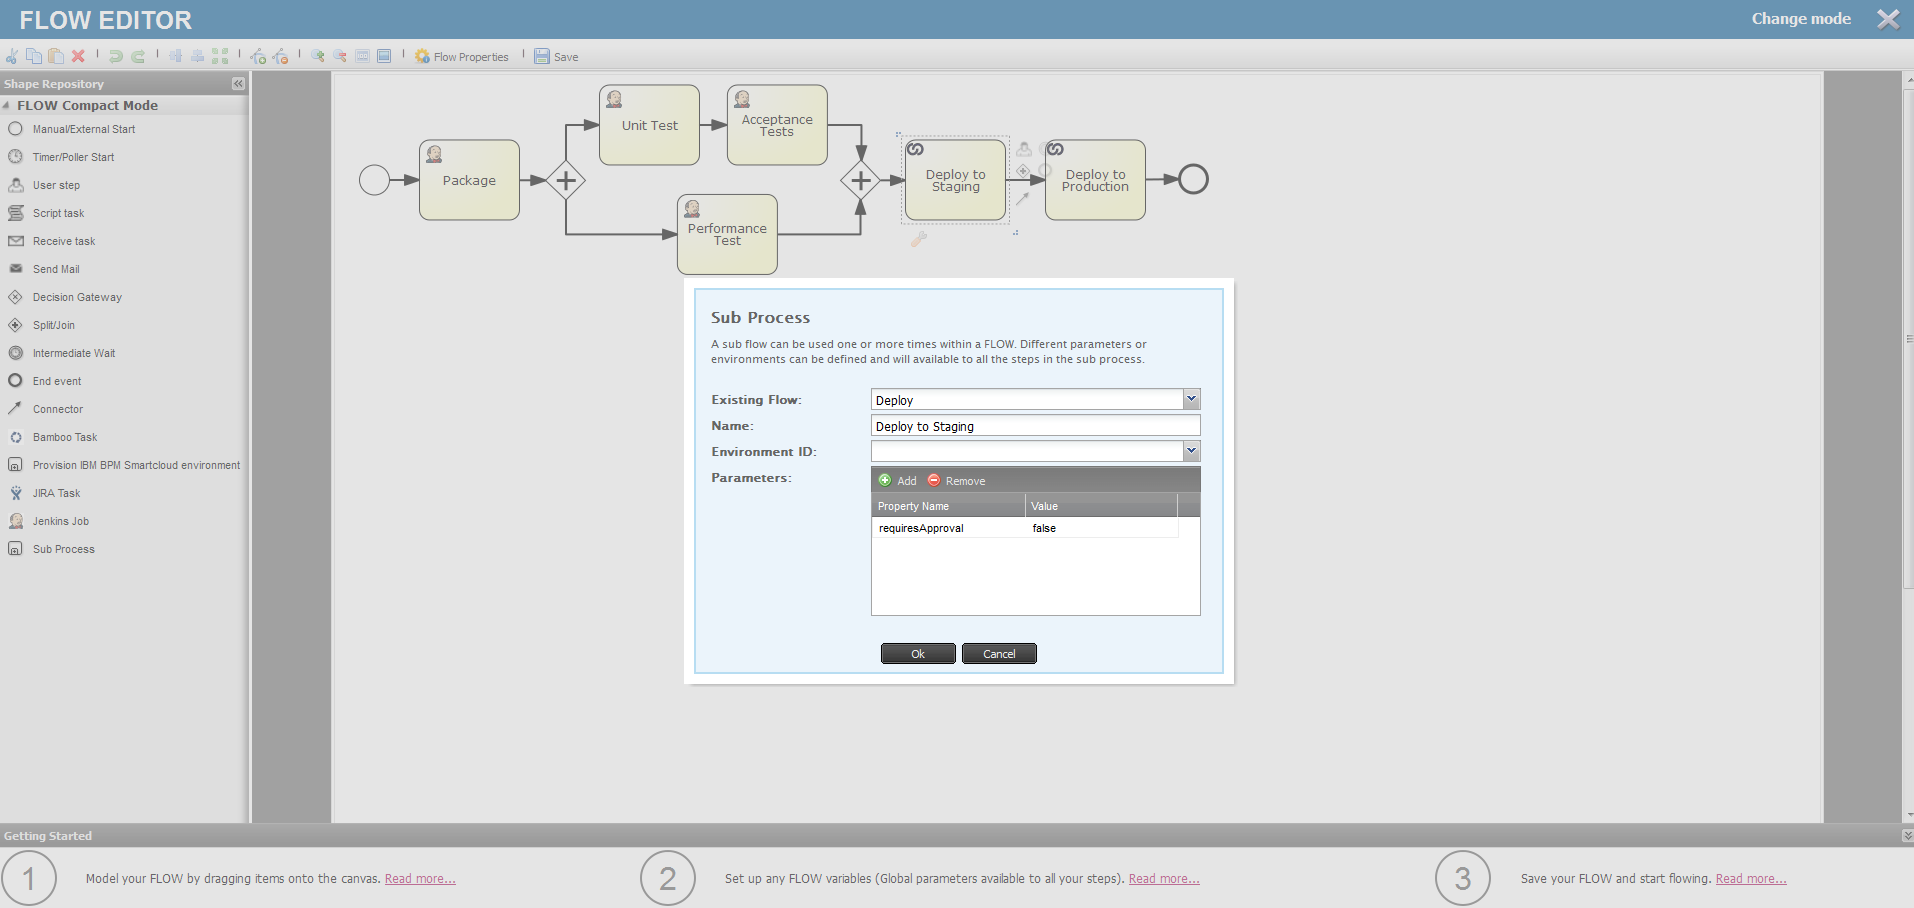 FLOW EDITOR
Change mode
Flow Properties
Save
Shape Repository
FLOW Compact Mode
Manual/External Start
Timer/Poller Start
User step
Script task
Receive task
Send Mail
Decision Gateway
Split/Join
Intermediate Wait
End event
Connector
Bamboo Task
Provision IBM BPM Smartcloud environment
JIRA Task
Jenkins Job
Sub Process
Package
Unit Test
Acceptance
Tests
Performance
Test
Deploy to
Staging
Deploy to
Production
Sub Process
A sub flow can be used one or more times within a FLOW. Different parameters or
environments can be defined and will available to all the steps in the sub process.
Existing Flow:
Deploy
Name:
Deploy to Staging
Environment ID:
Parameters:
Add
Remove
Property Name
Value
requiresApproval
false
Ok
Cancel
Getting Started
1
Model your FLOW by dragging items onto the canvas. Read more...
2
Set up any FLOW variables (Global parameters available to all your steps). Read more...
3
Save your FLOW and start flowing. Read more...